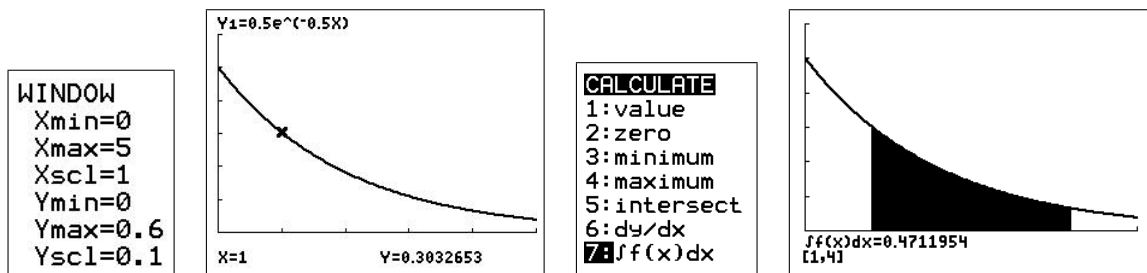 WINDOW
Xmin=0
Xmax=5
Xscl=1
Ymin=0
Ymax=0.6
Yscl=0.1
Y1=0.5e^(⁻0.5X)
X=1 Y=0.3032653
CALCULATE
1:value
2:zero
3:minimum
4:maximum
5:intersect
6:dy/dx
7:∫f(x)dx
∫f(x)dx=0.4711954
[1,4]